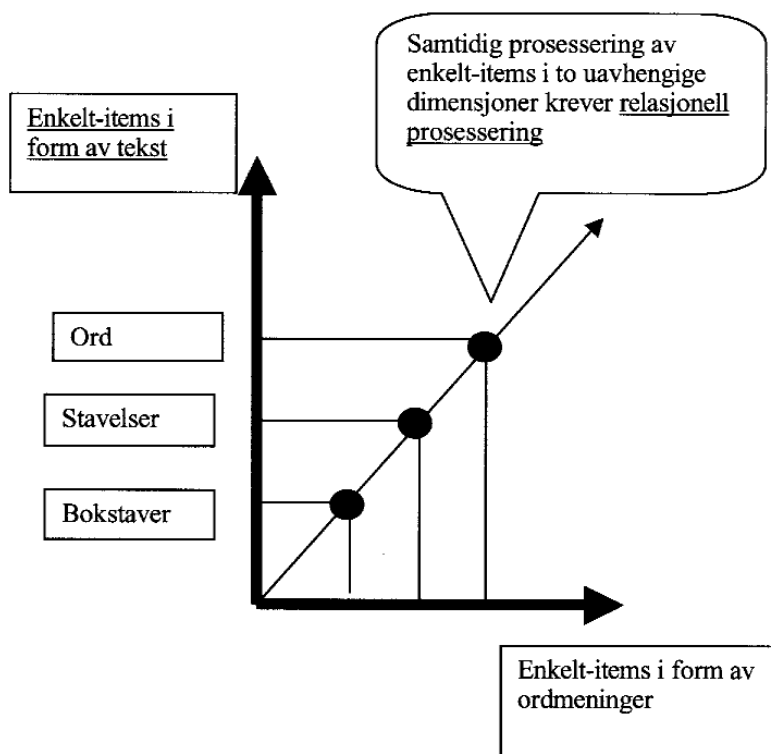 Samtidig prosessering av
enkelt-items i to uavhengige
dimensjoner krever relasjonell
prosessering
Enkelt-items i
form av tekst
Ord
Stavelser
Bokstaver
Enkelt-items i form av
ordmeninger